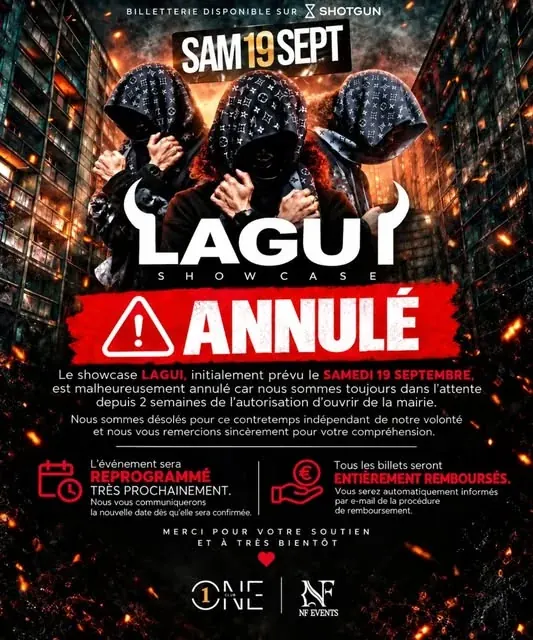 BILLETTERIE DISPONIBLE SUR SHOTGUN
SAM 19 SEPT
LAGUI
SHOWCASE
ANNULÉ
Le showcase LAGUI, initialement prévu le SAMEDI 19 SEPTEMBRE,
est malheureusement annulé car nous sommes toujours dans l'attente
depuis 2 semaines de l'autorisation d'ouvrir de la mairie.
Nous sommes désolés pour ce contretemps indépendant de notre volonté
et nous vous remercions sincèrement pour votre compréhension.
L'événement sera
REPROGRAMMÉ
TRÈS PROCHAINEMENT.
Nous vous communiquerons
la nouvelle date dès qu'elle sera confirmée.
Tous les billets seront
ENTIÈREMENT REMBOURSÉS.
Vous serez automatiquement informés
par e-mail de la procédure
de remboursement.
MERCI POUR VOTRE SOUTIEN
ET À TRÈS BIENTÔT
1 CLUB ONE
NF
NF EVENTS